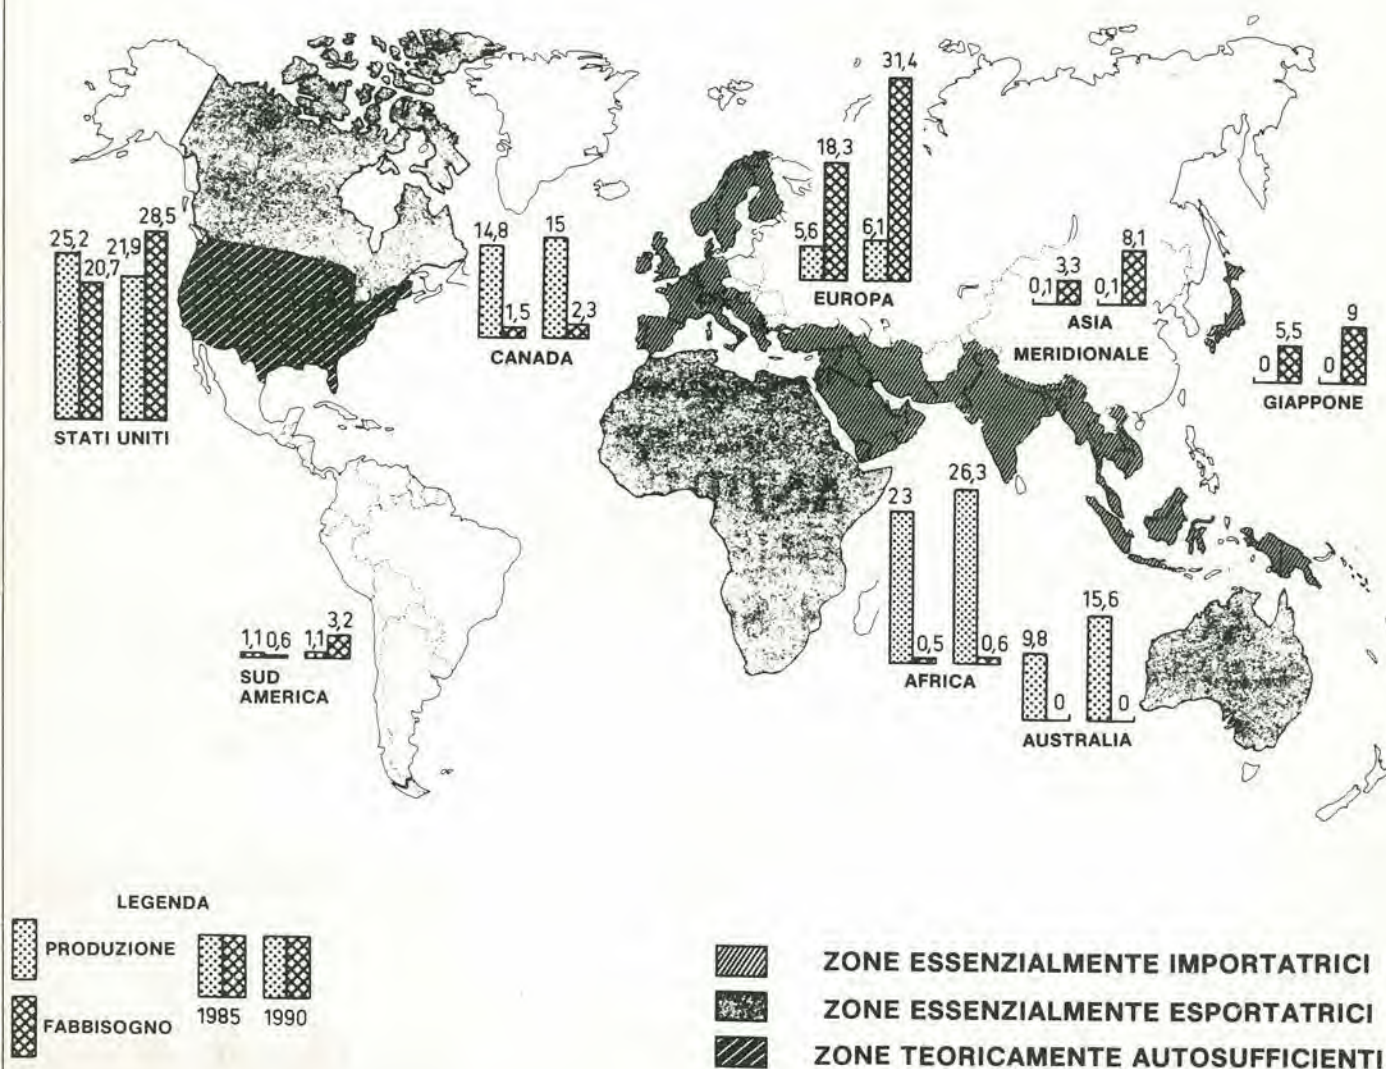 25,2
20,7
21,9
28,5
STATI UNITI
14,8
1,5
15
2,3
CANADA
5,6
18,3
6,1
31,4
EUROPA
0,1
3,3
0,1
8,1
ASIA
MERIDIONALE
0
5,5
0
9
GIAPPONE
1,1
0,6
1,1
3,2
SUD
AMERICA
23
0,5
26,3
0,6
AFRICA
9,8
0
15,6
0
AUSTRALIA
LEGENDA
PRODUZIONE
FABBISOGNO
1985
1990
ZONE ESSENZIALMENTE IMPORTATRICI
ZONE ESSENZIALMENTE ESPORTATRICI
ZONE TEORICAMENTE AUTOSUFFICIENTI